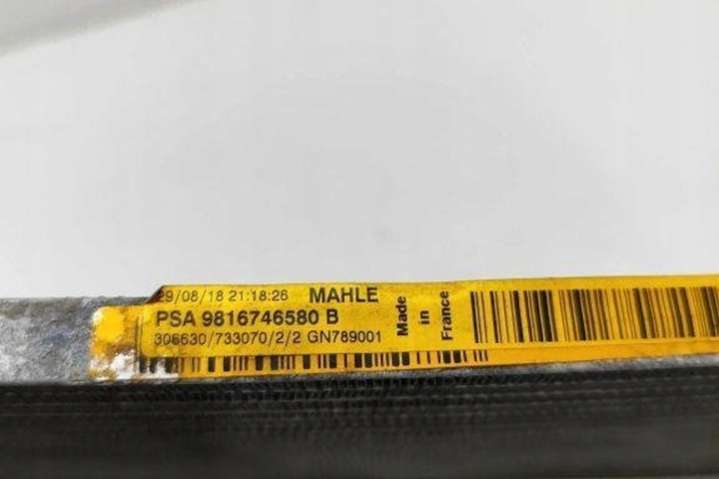 29/08/18 21:18:26 MAHLE
PSA 9816746580 B
306630/733070/2/2 GN789001
Made
in
France